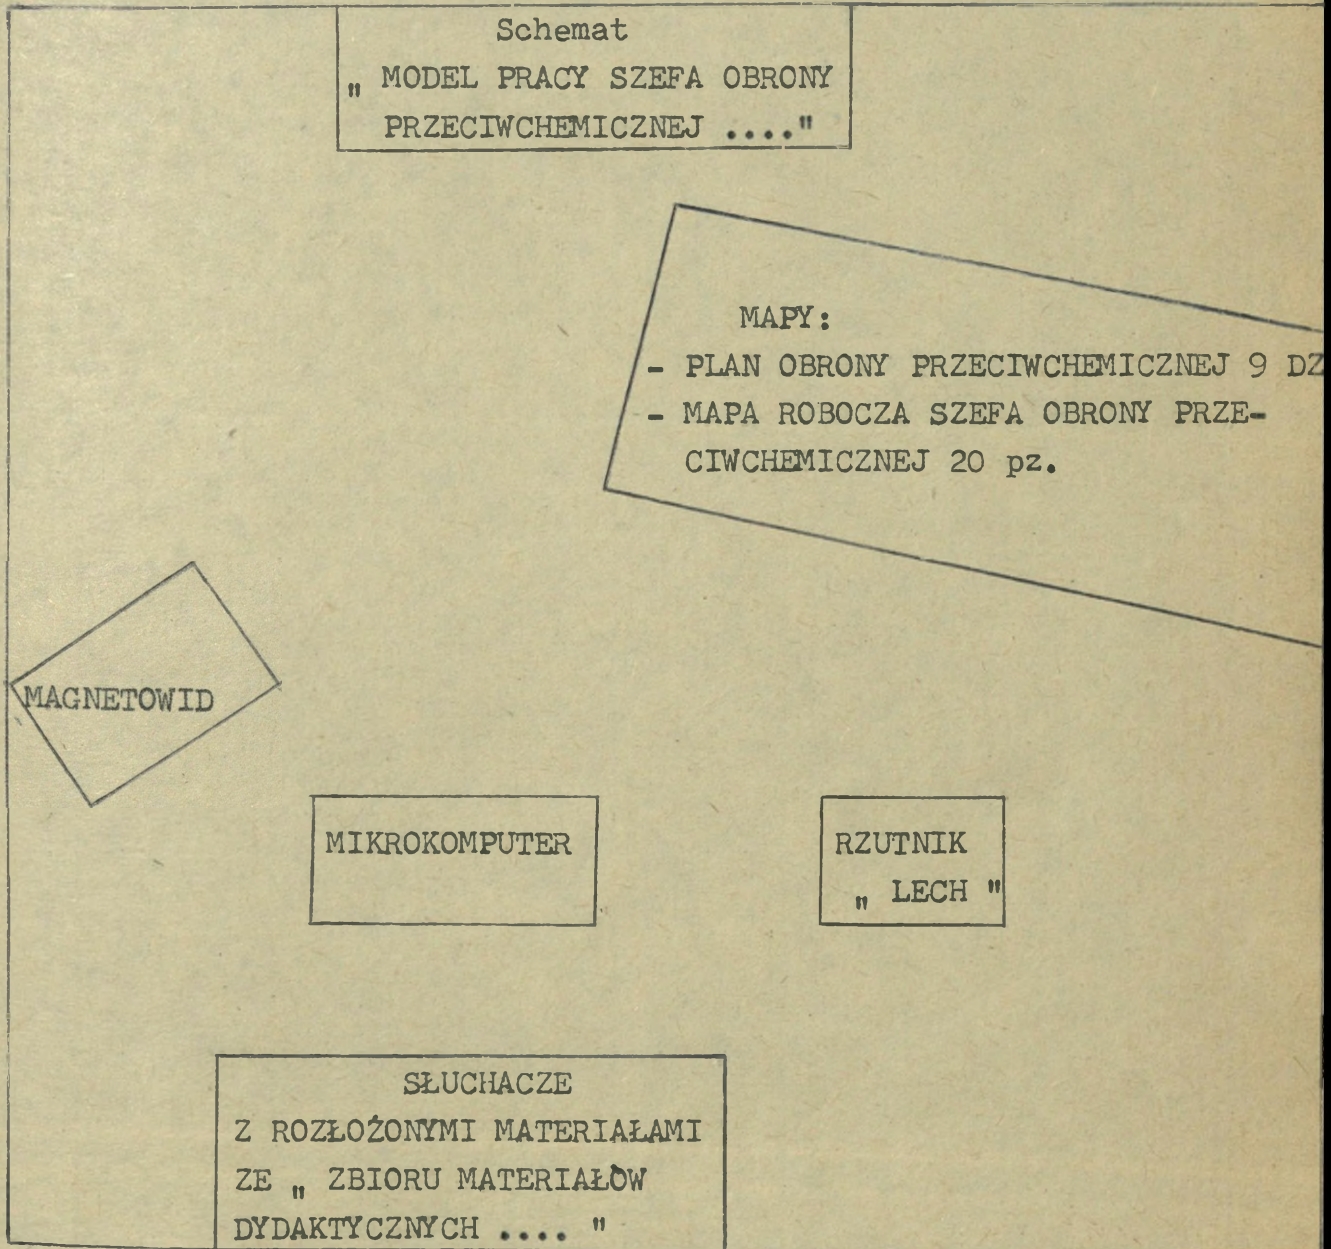 Schemat
„ MODEL PRACY SZEFA OBRONY
PRZECIWCHEMICZNEJ ...."
MAPY:
- PLAN OBRONY PRZECIWCHEMICZNEJ 9 DZ
- MAPA ROBOCZA SZEFA OBRONY PRZE-
CIWCHEMICZNEJ 20 pz.
MAGNETOWID
MIKROKOMPUTER
RZUTNIK
„ LECH "
SŁUCHACZE
Z ROZŁOŻONYMI MATERIAŁAMI
ZE „ ZBIORU MATERIAŁÓW
DYDAKTYCZNYCH .... "